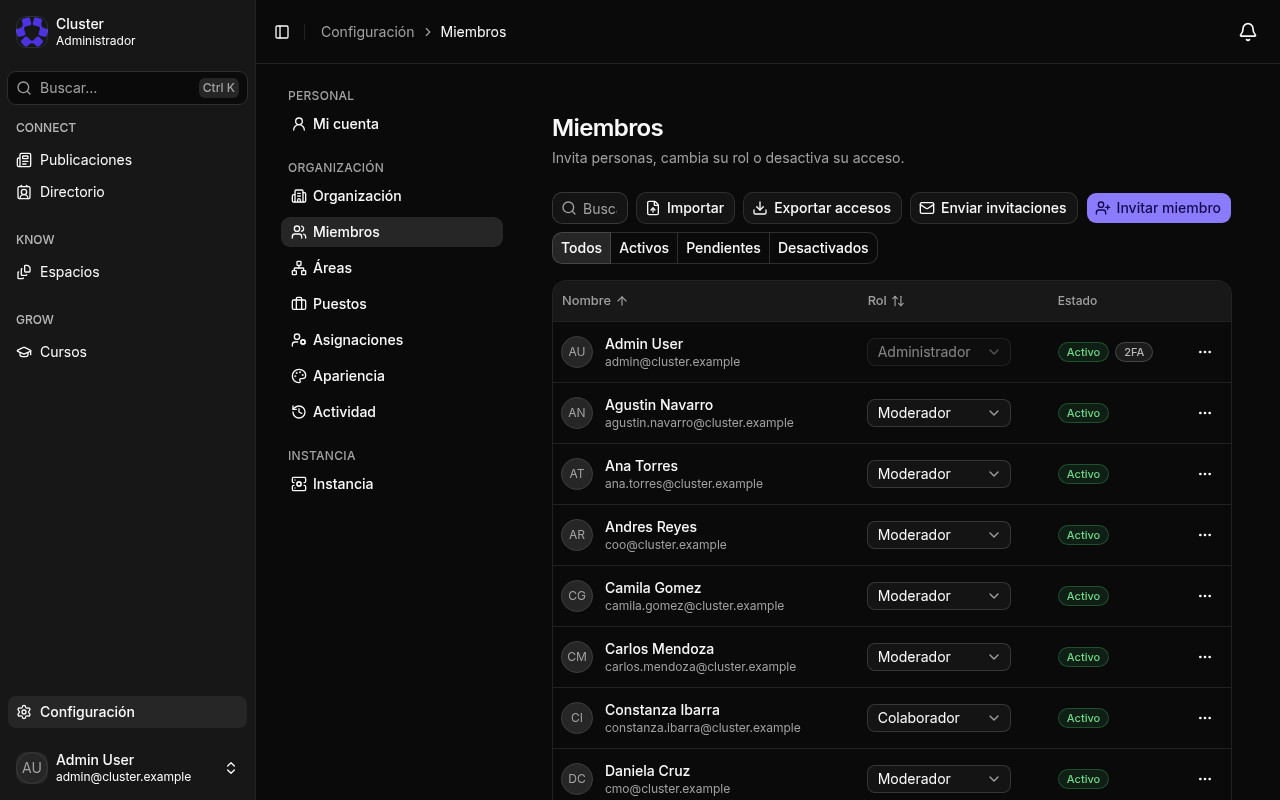 Cluster
Administrador
Buscar...
Ctrl K
CONNECT
Publicaciones
Directorio
KNOW
Espacios
GROW
Cursos
Configuración
AU
Admin User
admin@cluster.example
Configuración > Miembros
PERSONAL
Mi cuenta
ORGANIZACIÓN
Organización
Miembros
Áreas
Puestos
Asignaciones
Apariencia
Actividad
INSTANCIA
Instancia
Miembros
Invita personas, cambia su rol o desactiva su acceso.
Busc
Importar
Exportar accesos
Enviar invitaciones
Invitar miembro
Todos
Activos
Pendientes
Desactivados
Nombre
Rol
Estado
AU
Admin User
admin@cluster.example
Administrador
Activo
2FA
AN
Agustin Navarro
agustin.navarro@cluster.example
Moderador
Activo
AT
Ana Torres
ana.torres@cluster.example
Moderador
Activo
AR
Andres Reyes
coo@cluster.example
Moderador
Activo
CG
Camila Gomez
camila.gomez@cluster.example
Moderador
Activo
CM
Carlos Mendoza
carlos.mendoza@cluster.example
Moderador
Activo
CI
Constanza Ibarra
constanza.ibarra@cluster.example
Colaborador
Activo
DC
Daniela Cruz
cmo@cluster.example
Moderador
Activo